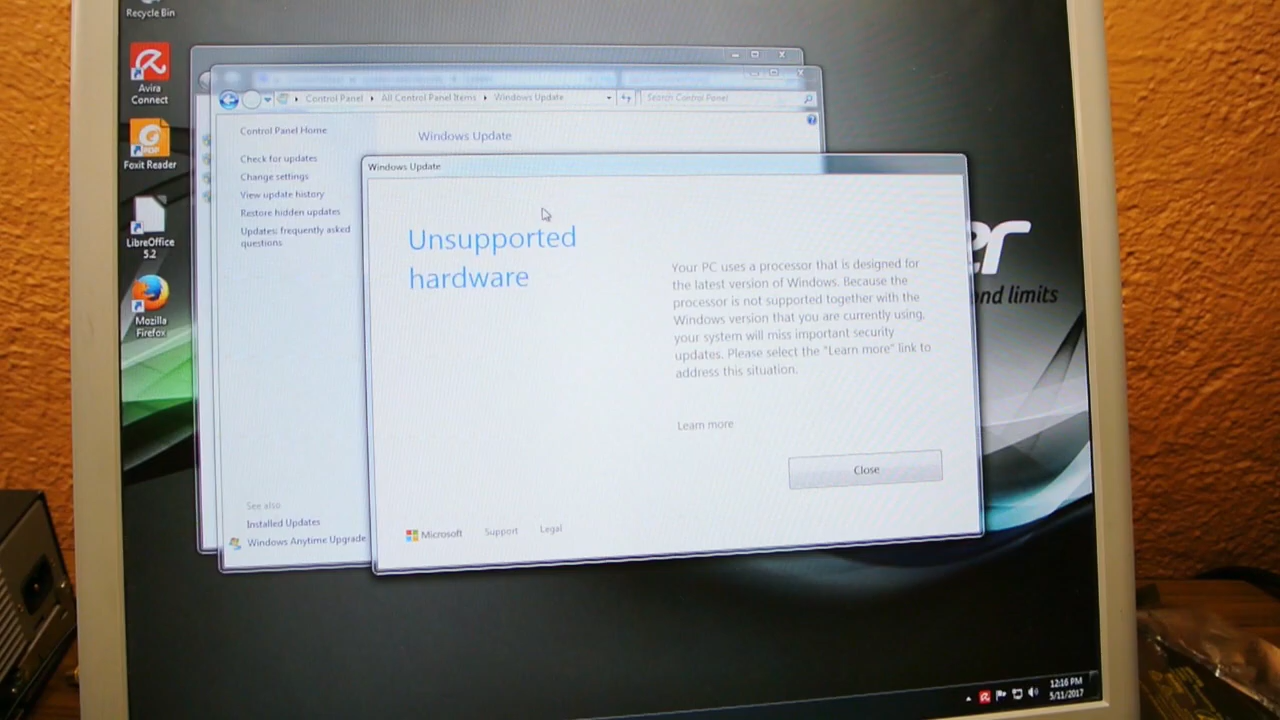 Recycle Bin
Avira
Connect
Foxit Reader
LibreOffice
5.2
Mozilla
Firefox
Control Panel
All Control Panel Items
Windows Update
Search Control Panel
Control Panel Home
Check for updates
Change settings
View update history
Restore hidden updates
Updates: frequently asked
questions
See also
Installed Updates
Windows Anytime Upgrade
Windows Update
Windows Update
Unsupported
hardware
Your PC uses a processor that is designed for
the latest version of Windows. Because the
processor is not supported together with the
Windows version that you are currently using,
your system will miss important security
updates. Please select the "Learn more" link to
address this situation.
Learn more
Close
Microsoft
Support
Legal
er
nd limits
12:16 PM
5/11/2017